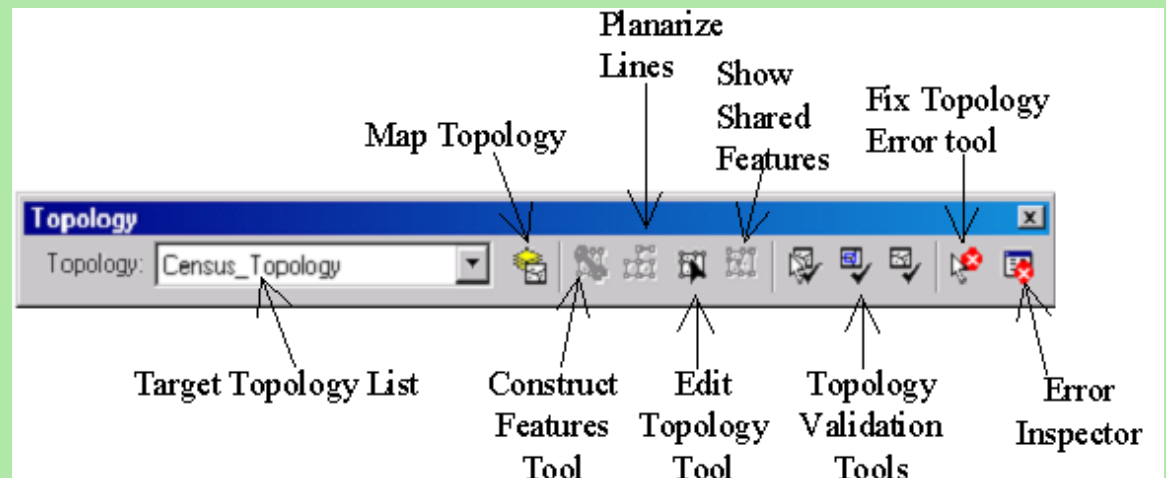 Planarize
Lines
Show
Shared
Features
Fix Topology
Error tool
Map Topology
Topology
Topology: Census_Topology
Target Topology List
Construct
Features
Tool
Edit
Topology
Tool
Topology
Validation
Tools
Error
Inspector